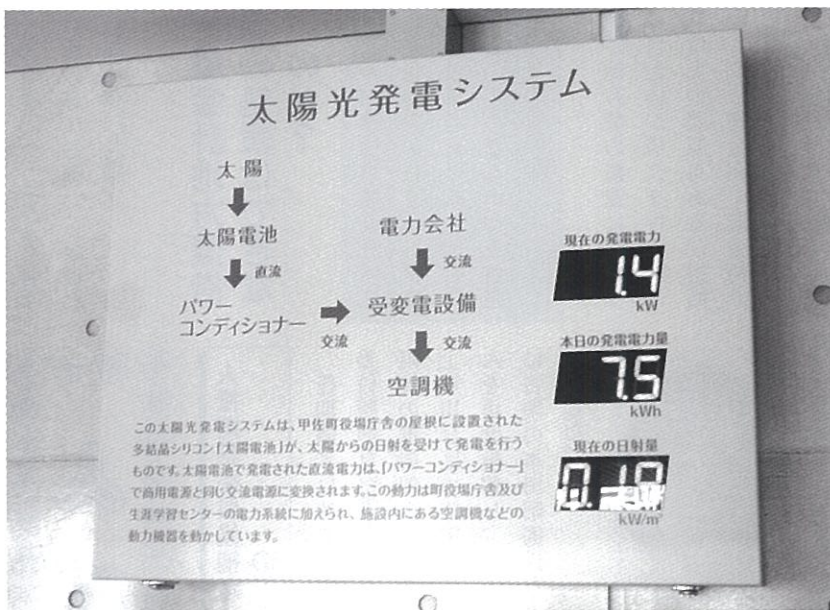 太陽光発電システム
太陽
太陽電池
直流
パワー
コンディショナー
交流
電力会社
交流
受変電設備
交流
空調機
現在の発電電力
1.4
kW
本日の発電電力量
7.5
kWh
現在の日射量
kW/m²
この太陽光発電システムは、甲佐町役場庁舎の屋根に設置された
多結晶シリコン「太陽電池」が、太陽からの日射を受けて発電を行う
ものです。太陽電池で発電された直流電力は、「パワーコンディショナー」
で商用電源と同じ交流電源に変換されます。この動力は町役場庁舎及び
生涯学習センターの電力系統に加えられ、施設内にある空調機などの
動力機器を動かしています。